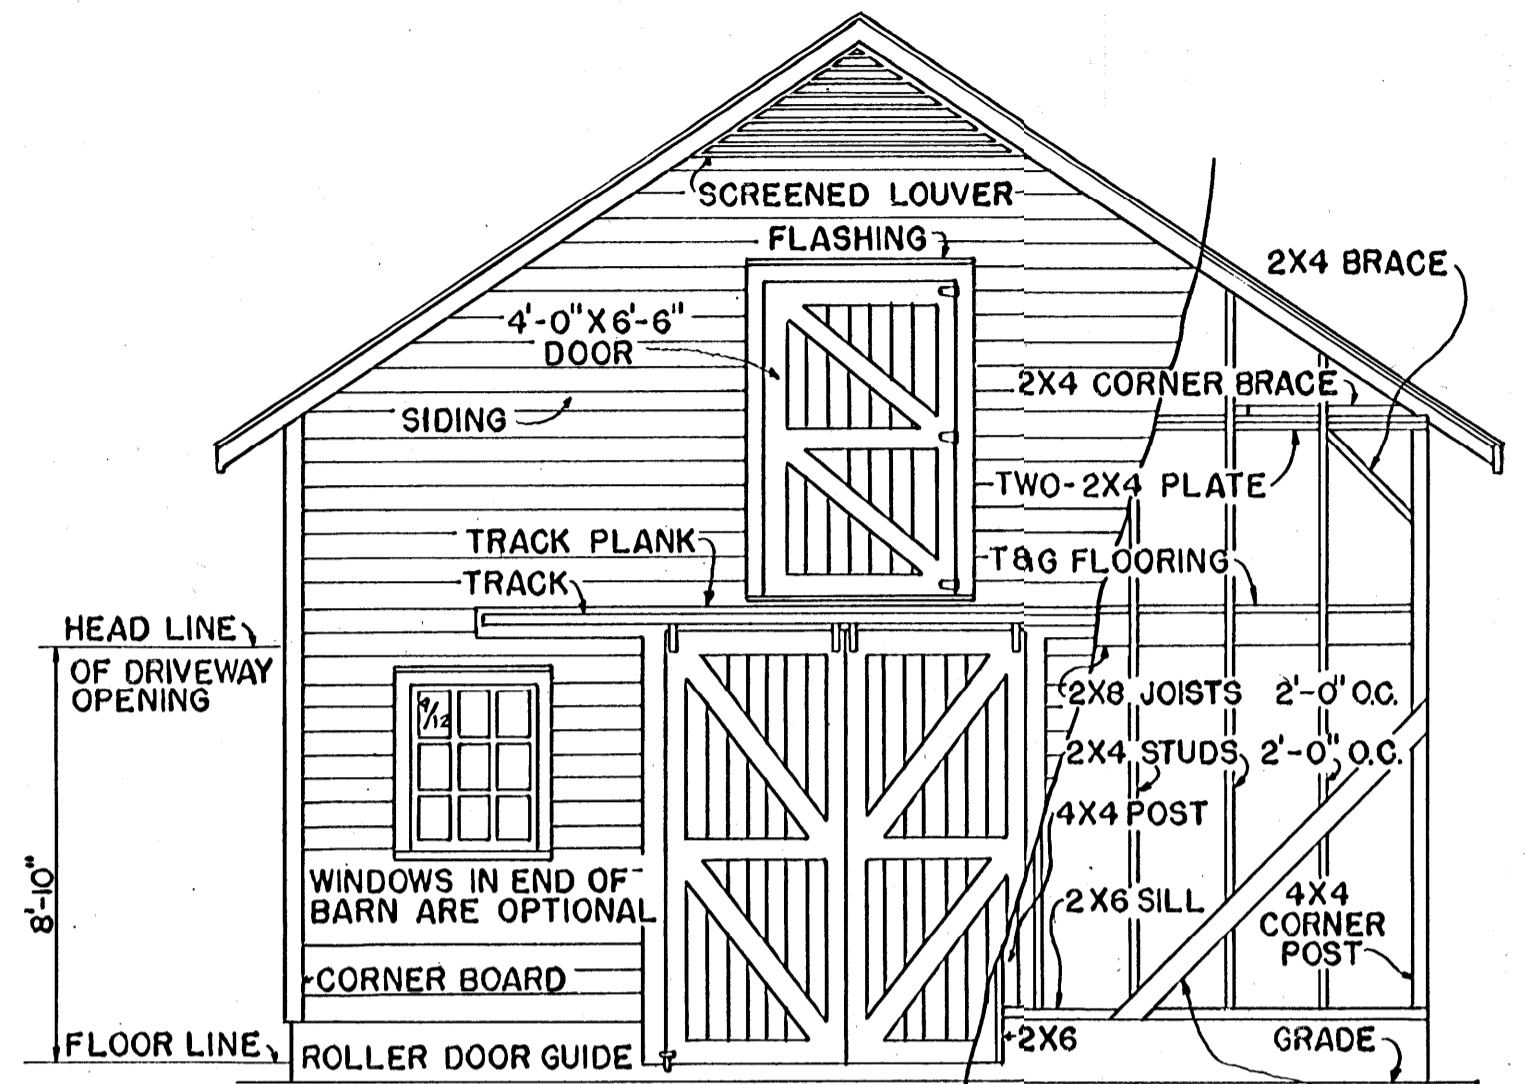 SCREENED LOUVER
FLASHING
2X4 BRACE
4'-0" X 6'-6"
DOOR
2X4 CORNER BRACE
SIDING
TWO-2X4 PLATE
TRACK PLANK
T&G FLOORING
TRACK
HEAD LINE
OF DRIVEWAY
OPENING
9/12
2X8 JOISTS 2'-0" O.C.
2X4 STUDS 2'-0" O.C.
4X4 POST
8'-10"
WINDOWS IN END OF
BARN ARE OPTIONAL
2X6 SILL
4X4
CORNER
POST
CORNER BOARD
FLOOR LINE
ROLLER DOOR GUIDE
2X6
GRADE